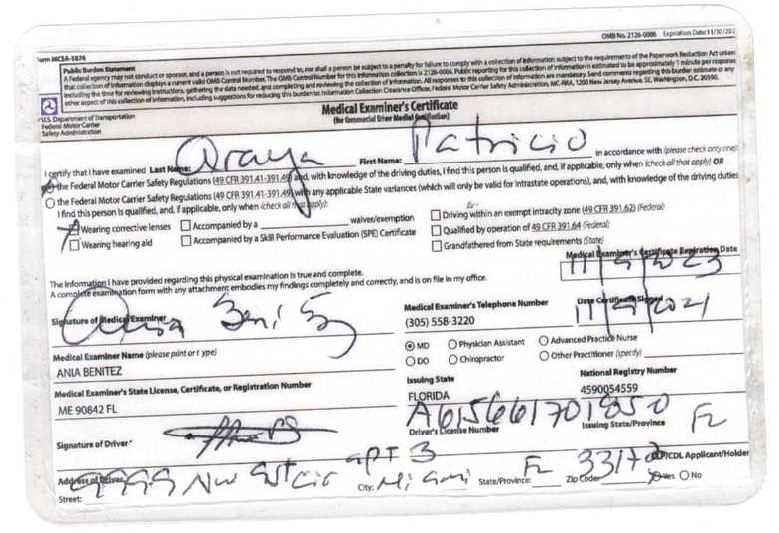 Form MCSA-5876 OMB No. 2126-0006 Expiration Date: 11/30/202
Public Burden Statement
A Federal agency may not conduct or sponsor, and a person is not required to respond to, nor shall a person be subject to a penalty for failure to comply with a collection of information subject to the requirements of the Paperwork Reduction Act unless
that collection of information displays a current valid OMB Control Number. The OMB Control Number for this information collection is 2126-0006. Public reporting for this collection of information is estimated to be approximately 1 minute per response
including the time for reviewing instructions, gathering the data needed, and completing and reviewing the collection of information. All responses to this collection of information are mandatory. Send comments regarding this burden estimate or any
other aspect of this collection of information, including suggestions for reducing this burden to: Information Collection Clearance Officer, Federal Motor Carrier Safety Administration, MC-RRA, 1200 New Jersey Avenue, SE, Washington, D.C. 20590.
U.S. Department of Transportation
Federal Motor Carrier
Safety Administration
Medical Examiner's Certificate
(for Commercial Driver Medical Certification)
I certify that I have examined Last Name: Araya First Name: Patricio in accordance with (please check only one)
the Federal Motor Carrier Safety Regulations (49 CFR 391.41-391.49) and, with knowledge of the driving duties, I find this person is qualified, and, if applicable, only when (check all that apply) OR
the Federal Motor Carrier Safety Regulations (49 CFR 391.41-391.49) with any applicable State variances (which will only be valid for intrastate operations), and, with knowledge of the driving duties
I find this person is qualified, and, if applicable, only when (check all that apply):
Wearing corrective lenses Accompanied by a waiver/exemption Driving within an exempt intracity zone (49 CFR 391.62) (Federal)
Wearing hearing aid Accompanied by a Skill Performance Evaluation (SPE) Certificate Qualified by operation of 49 CFR 391.64 (Federal)
Grandfathered from State requirements (State)
The information I have provided regarding this physical examination is true and complete.
A complete examination form with any attachment embodies my findings completely and correctly, and is on file in my office.
Medical Examiner's Certificate Expiration Date
11/9/2023
Signature of Medical Examiner Medical Examiner's Telephone Number Date Certificate Signed
(305) 558-3220 11/9/2021
Medical Examiner Name (please print or type) MD Physician Assistant Advanced Practice Nurse
ANIA BENITEZ DO Chiropractor Other Practitioner (specify)
Medical Examiner's State License, Certificate, or Registration Number Issuing State National Registry Number
ME 90842 FL FLORIDA 4590054559
Signature of Driver Driver's License Number Issuing State/Province
FL
Address of Driver CLP/CDL Applicant/Holder
Street: apt 3 City: Miami State/Province: FL Zip Code: Yes No